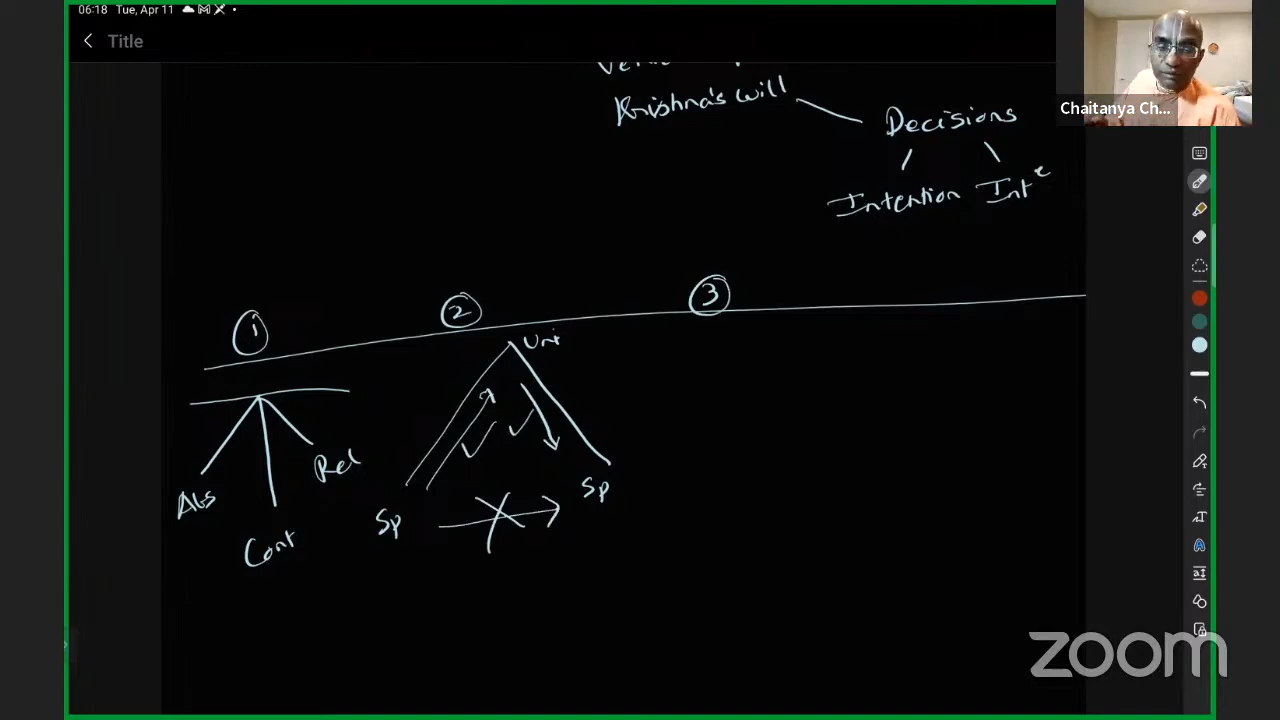 06:18 Tue, Apr 11
Title
Krishna's will
Decisions
Intention Int^e
Chaitanya Ch...
1
2
3
Uni
Abs
Cont
Rel
Sp
Sp
zoom